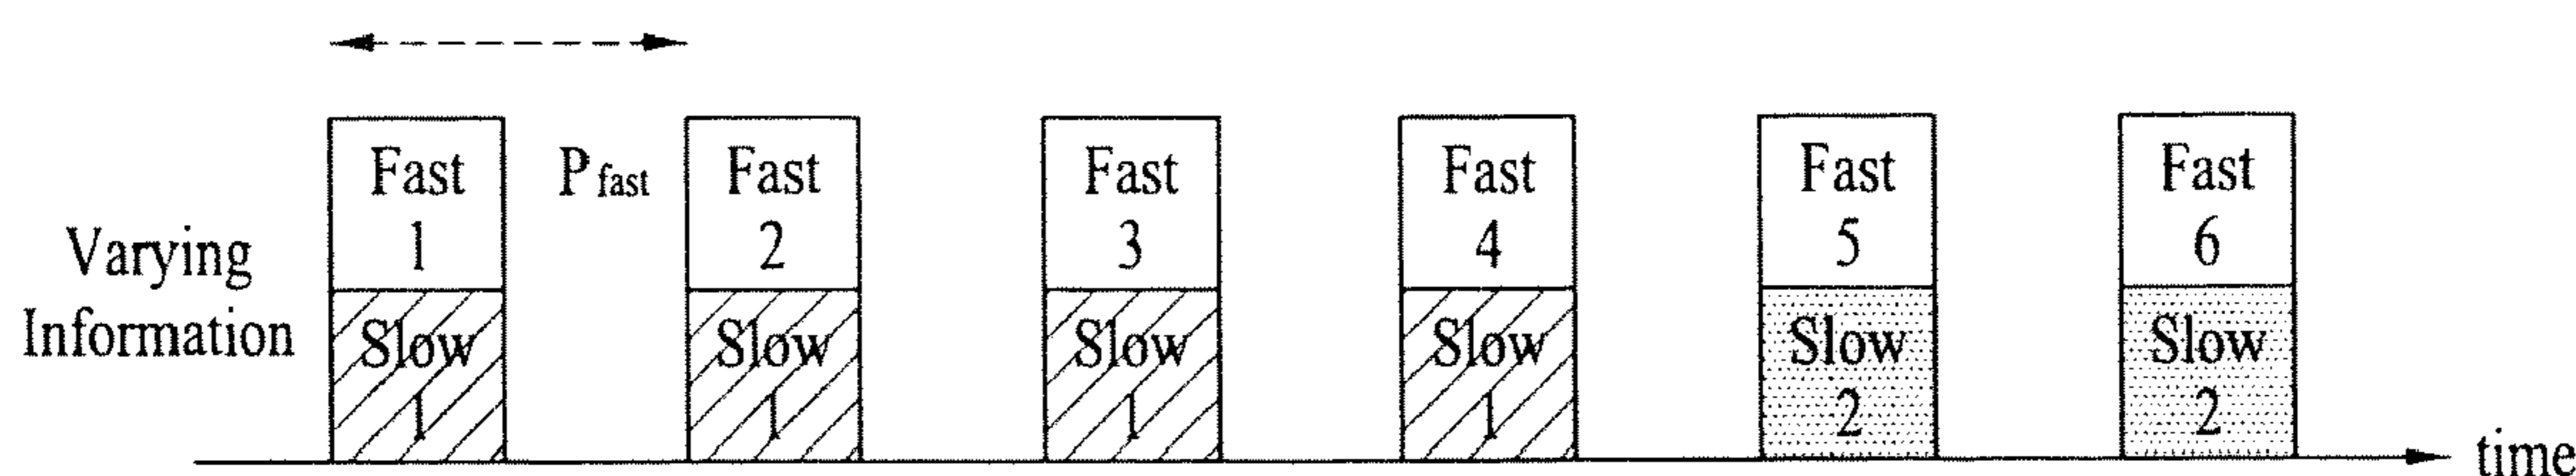 Varying
Information
Fast
1
Slow
1
P fast
Fast
2
Slow
1
Fast
3
Slow
1
Fast
4
Slow
1
Fast
5
Slow
2
Fast
6
Slow
2
time